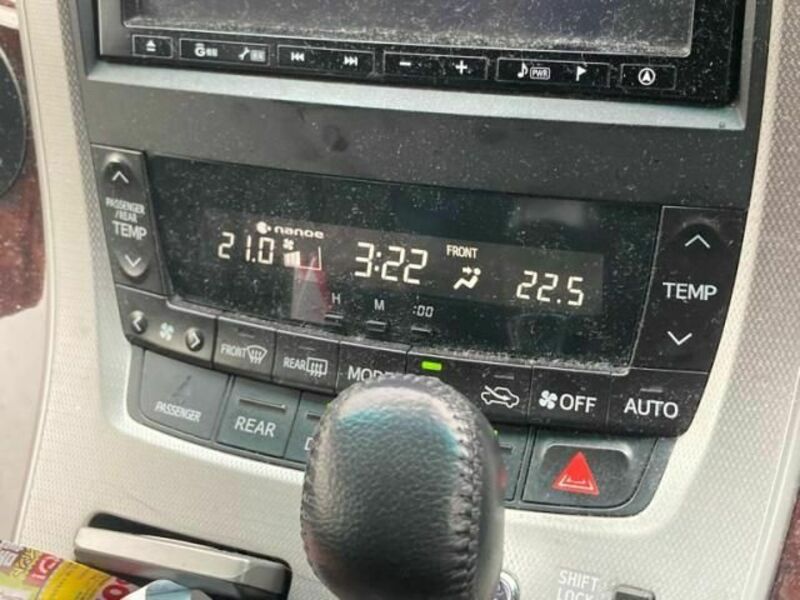 PWR
PASSENGER
/REAR
TEMP
nanoe
21.0
3:22
FRONT
22.5
H M :00
TEMP
FRONT
REAR
MODE
OFF
AUTO
PASSENGER
REAR
D
SHIFT
LOCK